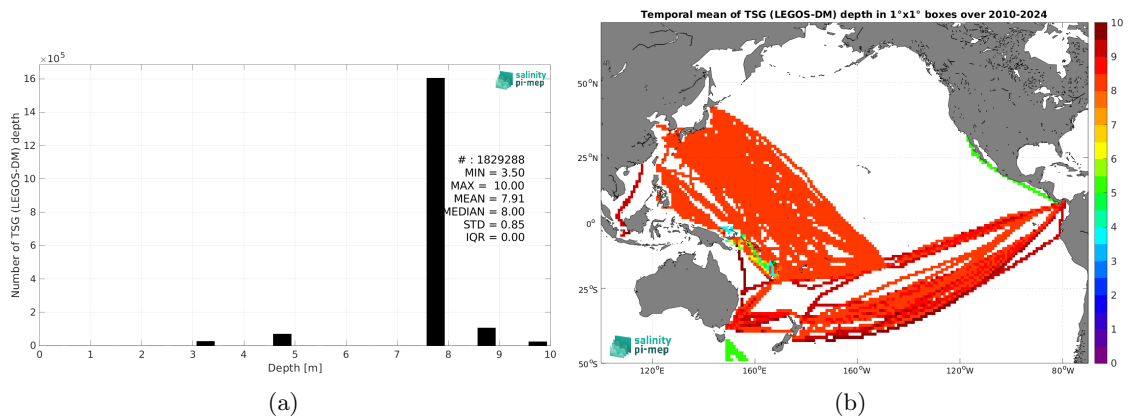 ×10⁵
16
14
12
10
8
6
4
2
0
Number of TSG (LEGOS-DM) depth
salinity
pi-mep
# : 1829288
MIN = 3.50
MAX = 10.00
MEAN = 7.91
MEDIAN = 8.00
STD = 0.85
IQR = 0.00
0 1 2 3 4 5 6 7 8 9 10
Depth [m]
(a)
Temporal mean of TSG (LEGOS-DM) depth in 1°x1° boxes over 2010-2024
50°N
25°N
0°
25°S
50°S
120°E 160°E 160°W 120°W 80°W
salinity
pi-mep
10
9
8
7
6
5
4
3
2
1
0
(b)